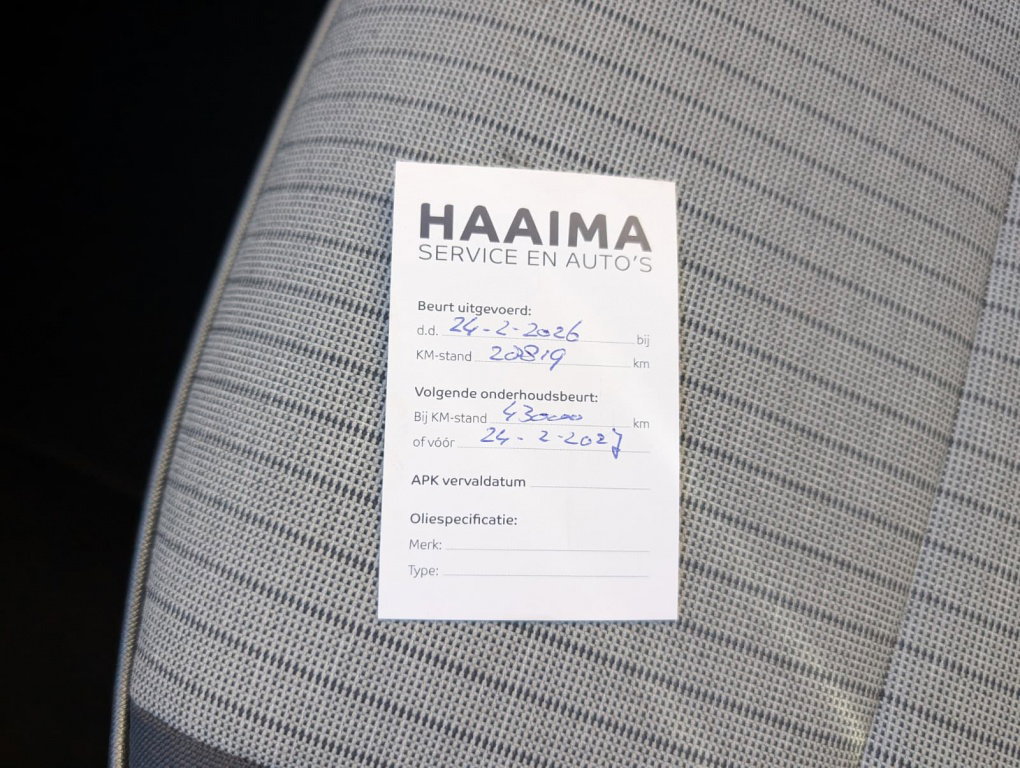 HAAIMA
SERVICE EN AUTO'S
Beurt uitgevoerd:
d.d. 24-2-2026 bij
KM-stand 20819 km
Volgende onderhoudsbeurt:
Bij KM-stand 43000 km
of vóór 24-2-2027
APK vervaldatum
Oliespecificatie:
Merk:
Type: